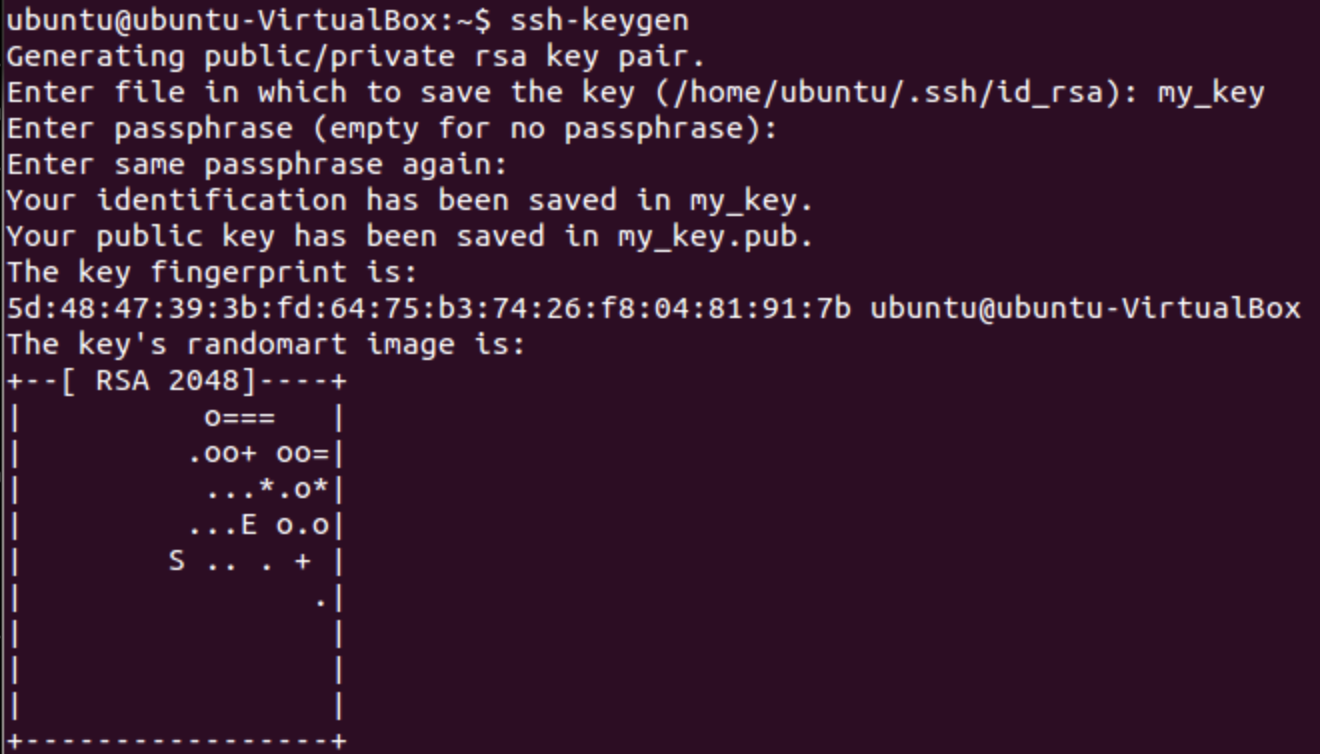 ubuntu@ubuntu-VirtualBox:~$ ssh-keygen
Generating public/private rsa key pair.
Enter file in which to save the key (/home/ubuntu/.ssh/id_rsa): my_key
Enter passphrase (empty for no passphrase):
Enter same passphrase again:
Your identification has been saved in my_key.
Your public key has been saved in my_key.pub.
The key fingerprint is:
5d:48:47:39:3b:fd:64:75:b3:74:26:f8:04:81:91:7b ubuntu@ubuntu-VirtualBox
The key's randomart image is:
+--[ RSA 2048]----+
|          o===   |
|         .oo+ oo=|
|          ...*.o*|
|         ...E o.o|
|        S .. . + |
|                .|
|                 |
|                 |
|                 |
+-----------------+